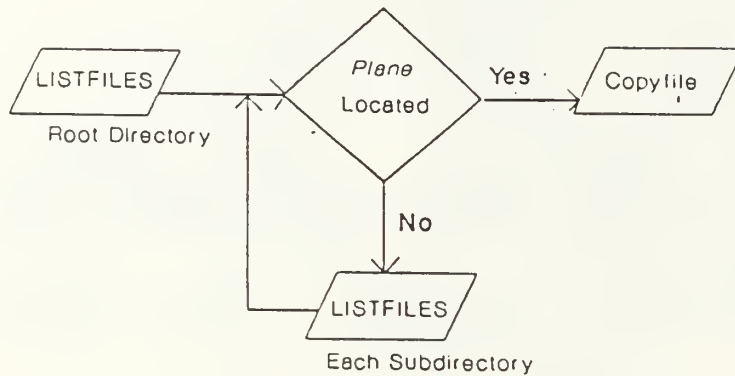 LISTFILES
Root Directory
Plane
Located
Yes
Copyfile
No
LISTFILES
Each Subdirectory